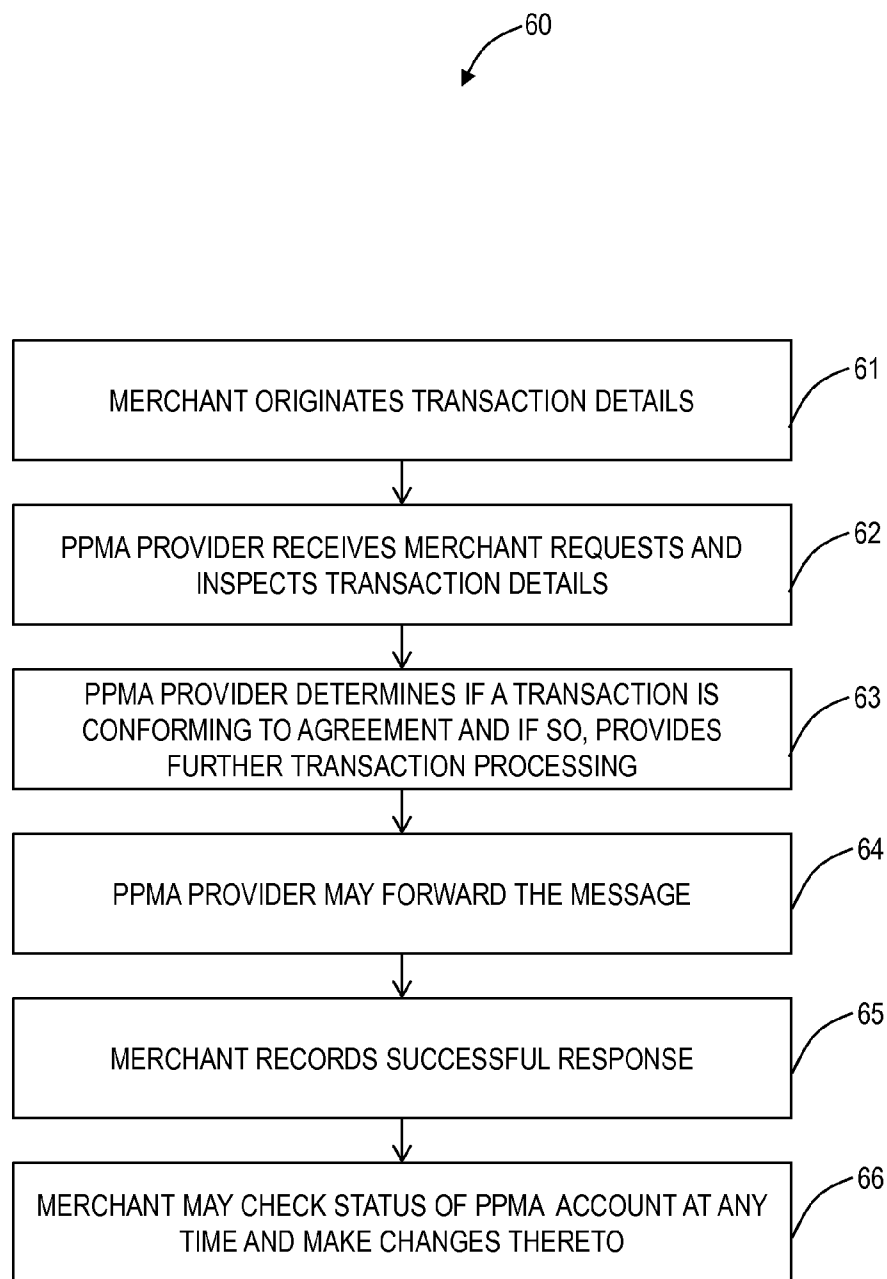 60
MERCHANT ORIGINATES TRANSACTION DETAILS
61
PPMA PROVIDER RECEIVES MERCHANT REQUESTS AND
INSPECTS TRANSACTION DETAILS
62
PPMA PROVIDER DETERMINES IF A TRANSACTION IS
CONFORMING TO AGREEMENT AND IF SO, PROVIDES
FURTHER TRANSACTION PROCESSING
63
PPMA PROVIDER MAY FORWARD THE MESSAGE
64
MERCHANT RECORDS SUCCESSFUL RESPONSE
65
MERCHANT MAY CHECK STATUS OF PPMA ACCOUNT AT ANY
TIME AND MAKE CHANGES THERETO
66